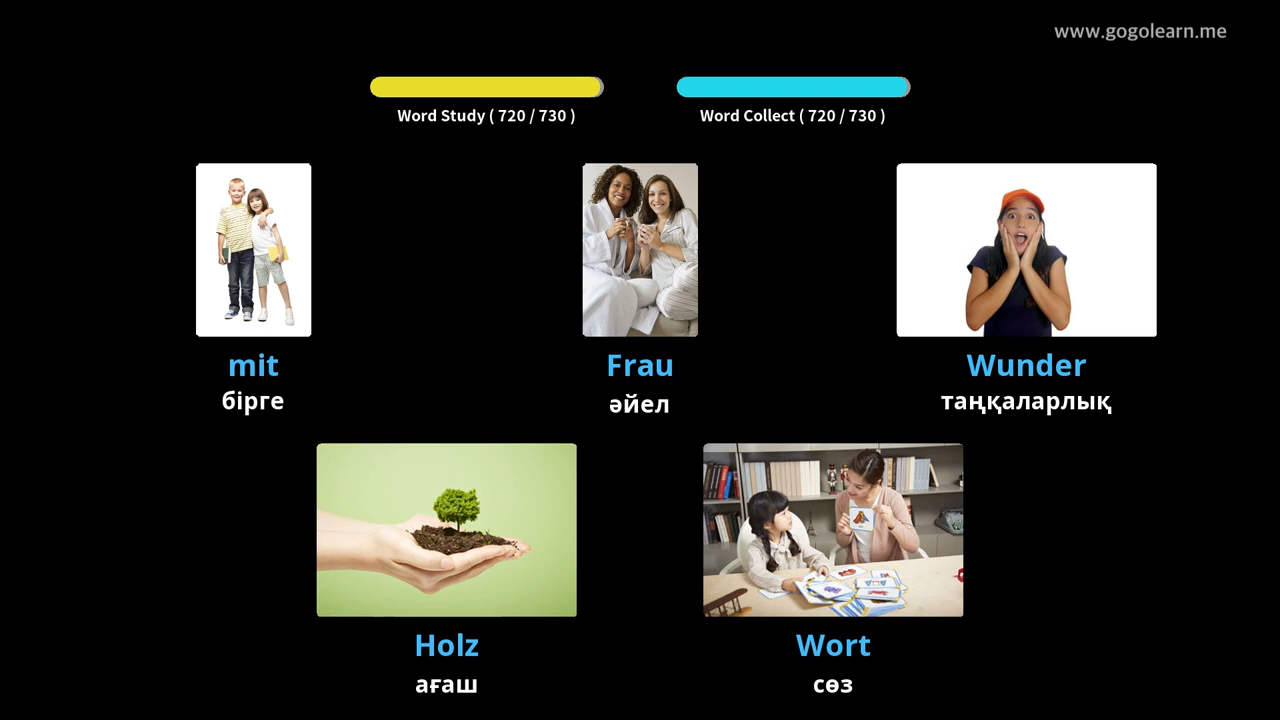 www.gogolearn.me
Word Study ( 720 / 730 )
Word Collect ( 720 / 730 )
mit
бірге
Frau
әйел
Wunder
таңқаларлық
Holz
ағаш
Wort
сөз